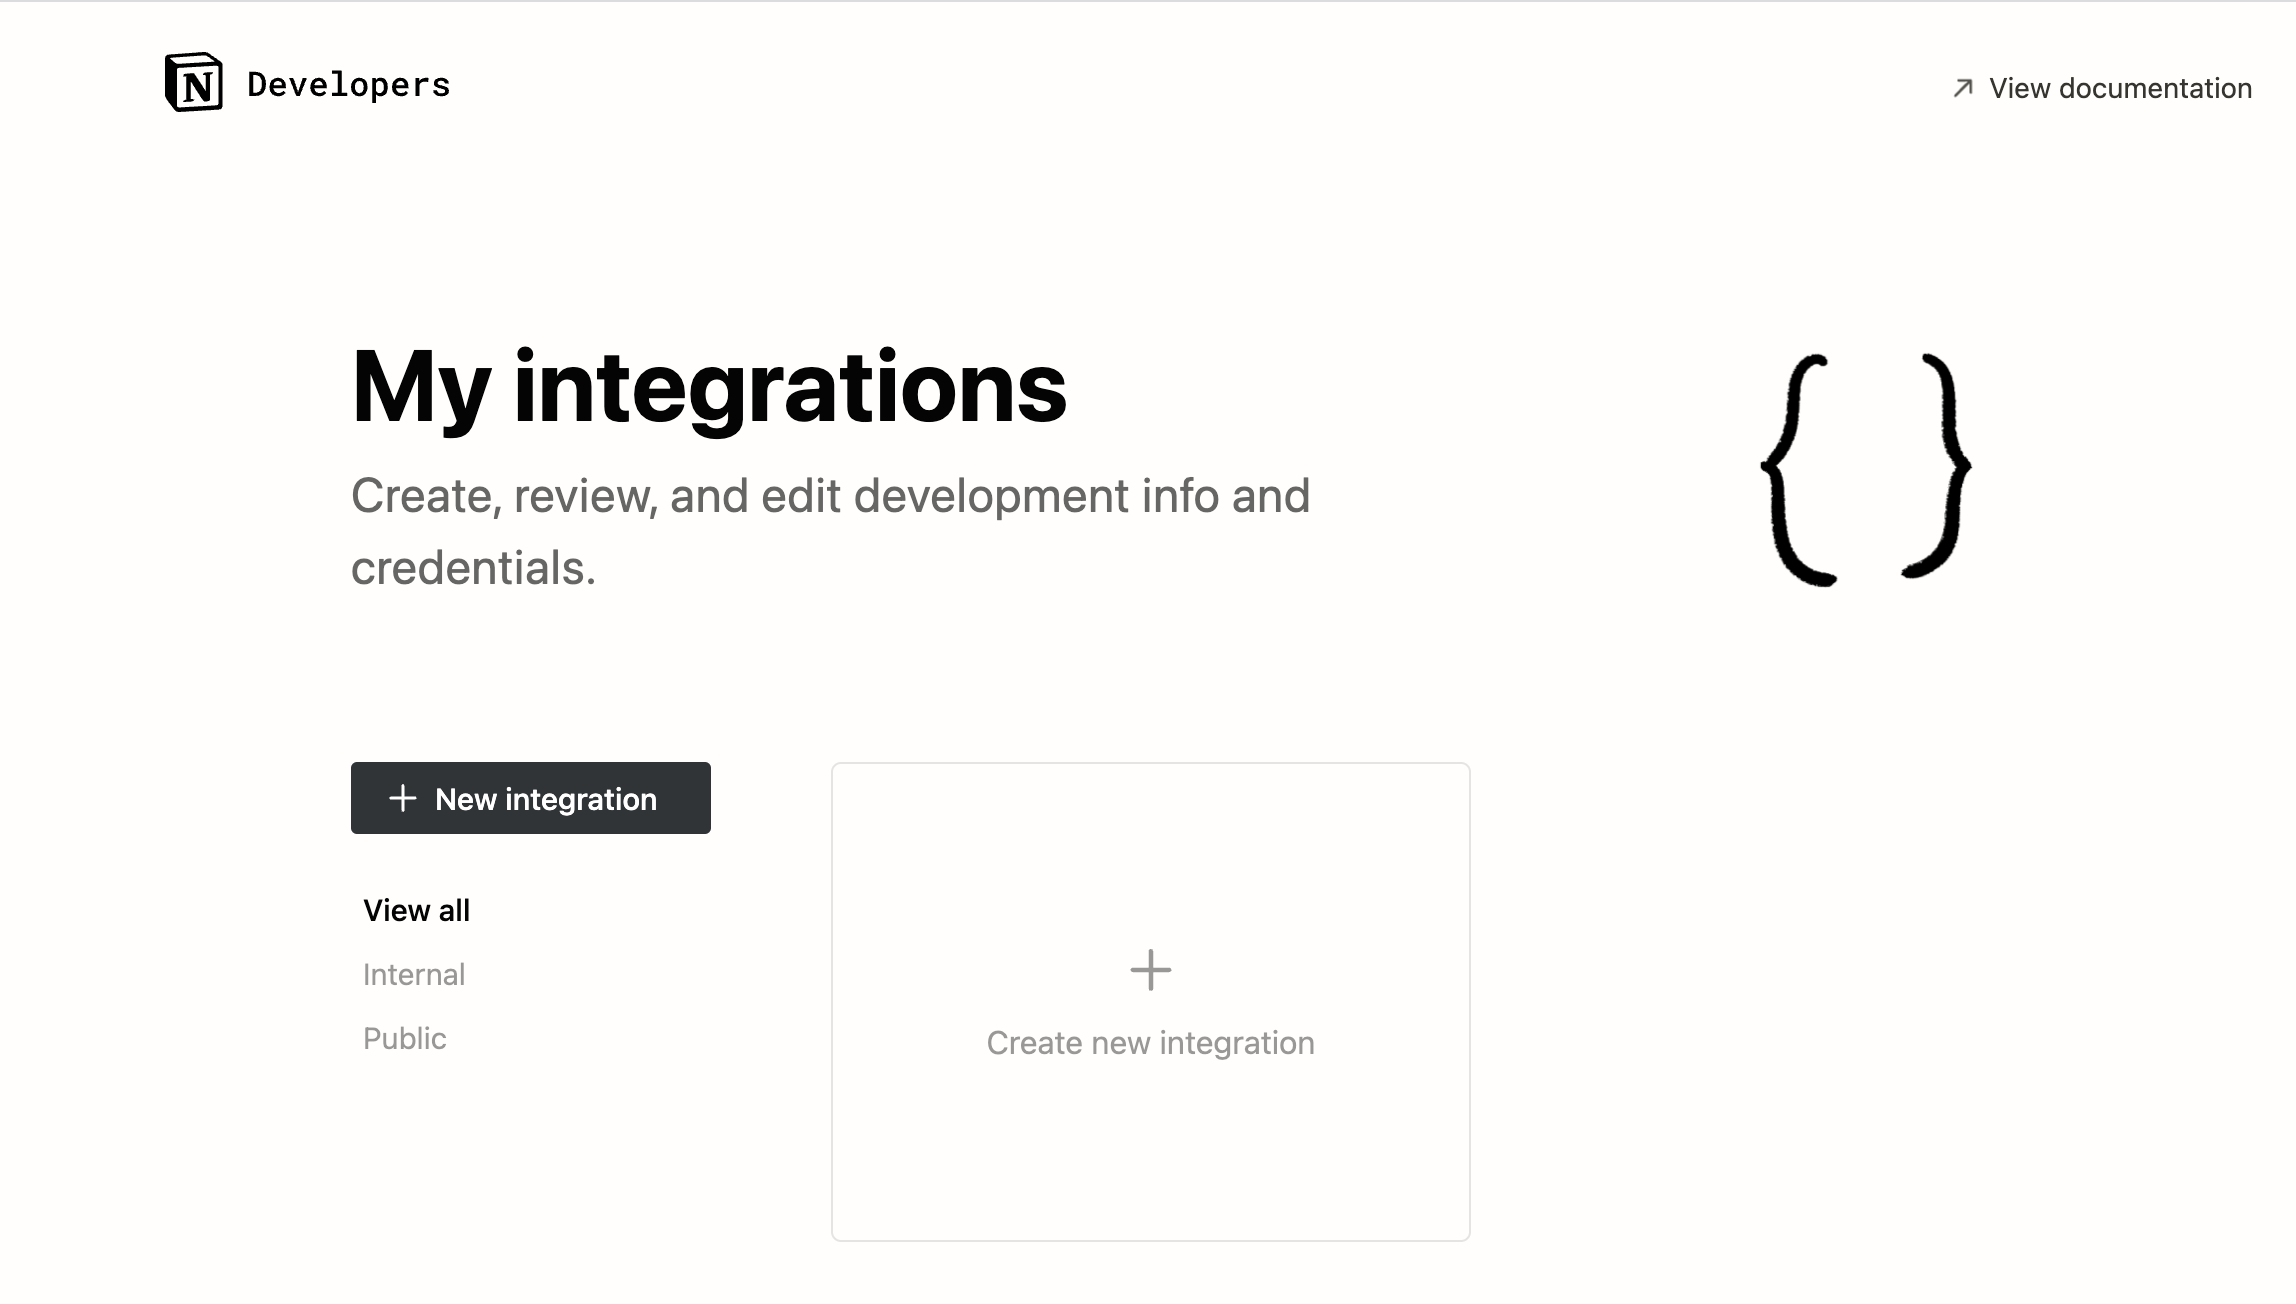 N Developers
View documentation
My integrations
Create, review, and edit development info and
credentials.
New integration
View all
Internal
Public
Create new integration